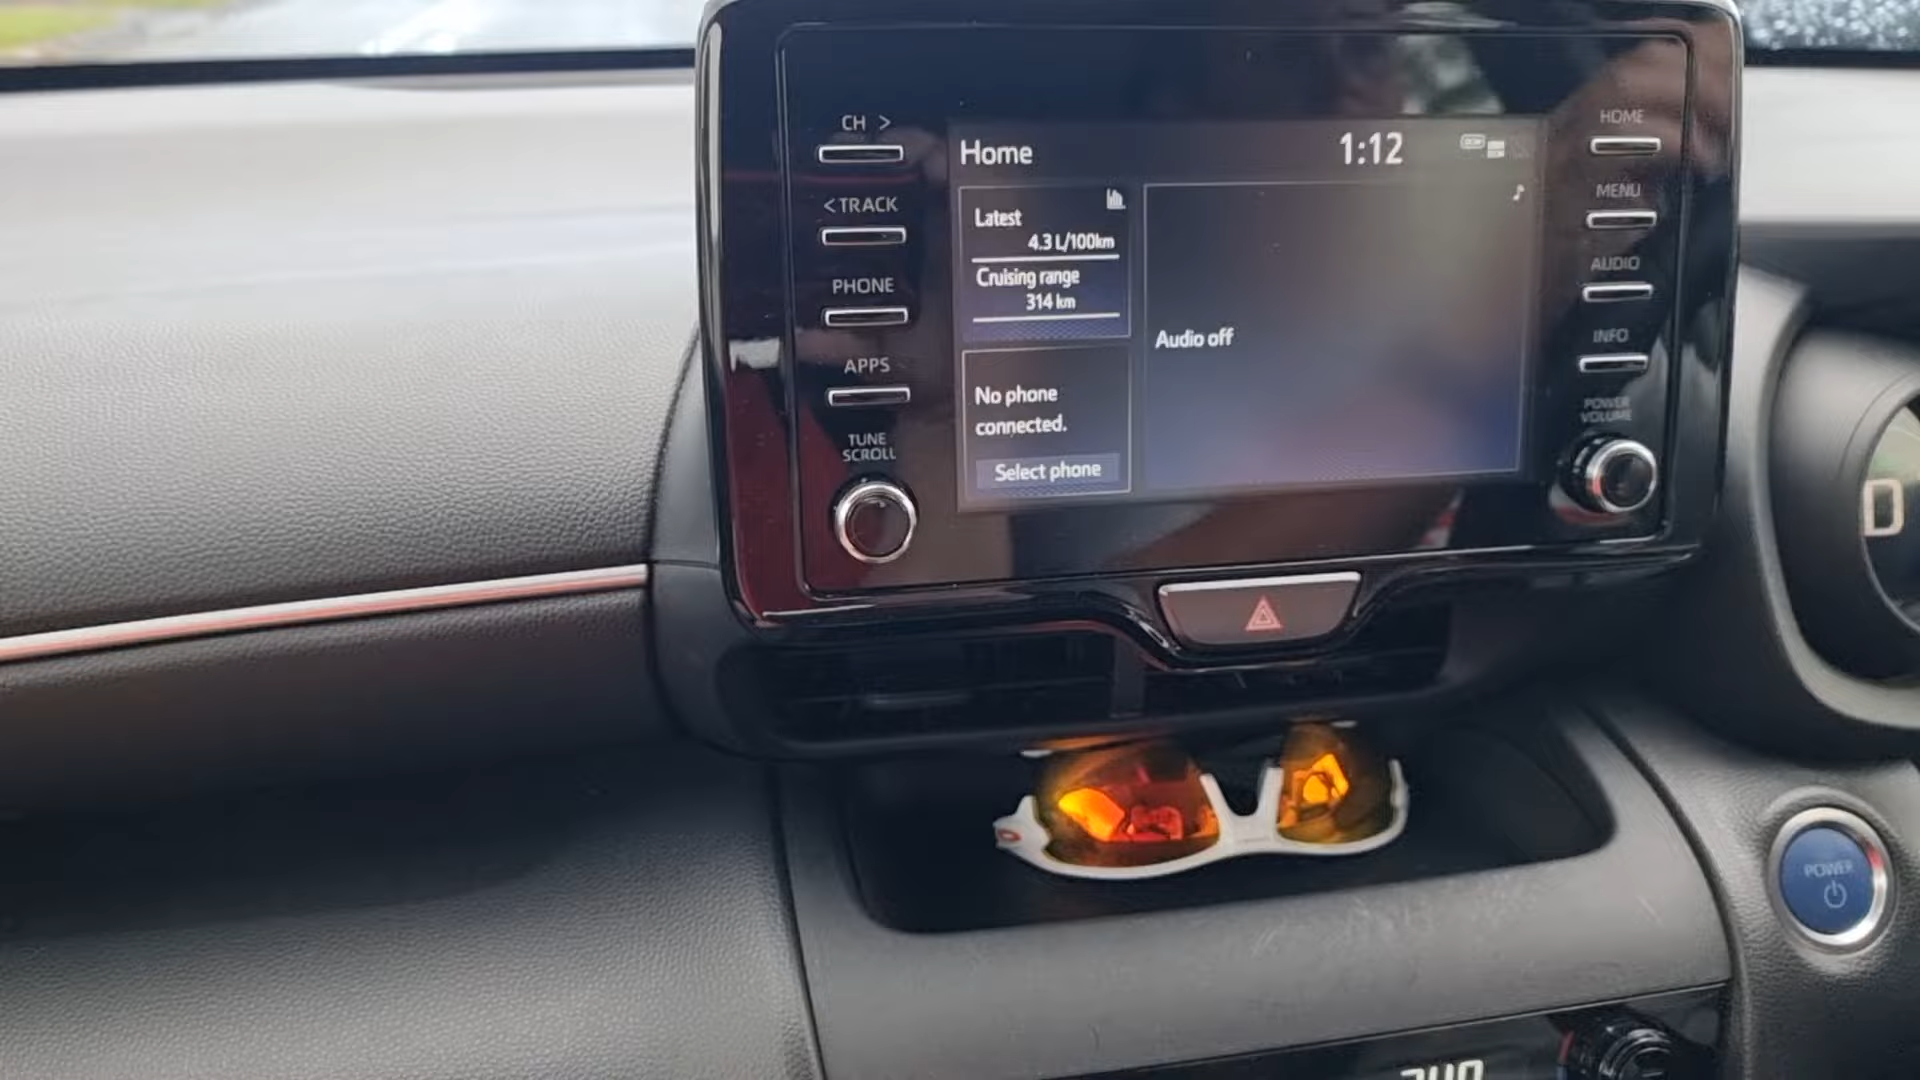 CH >
< TRACK
PHONE
APPS
TUNE
SCROLL
Home
1:12
Latest
4.3 L/100km
Cruising range
314 km
No phone
connected.
Select phone
Audio off
HOME
MENU
AUDIO
INFO
POWER
VOLUME
D
POWER